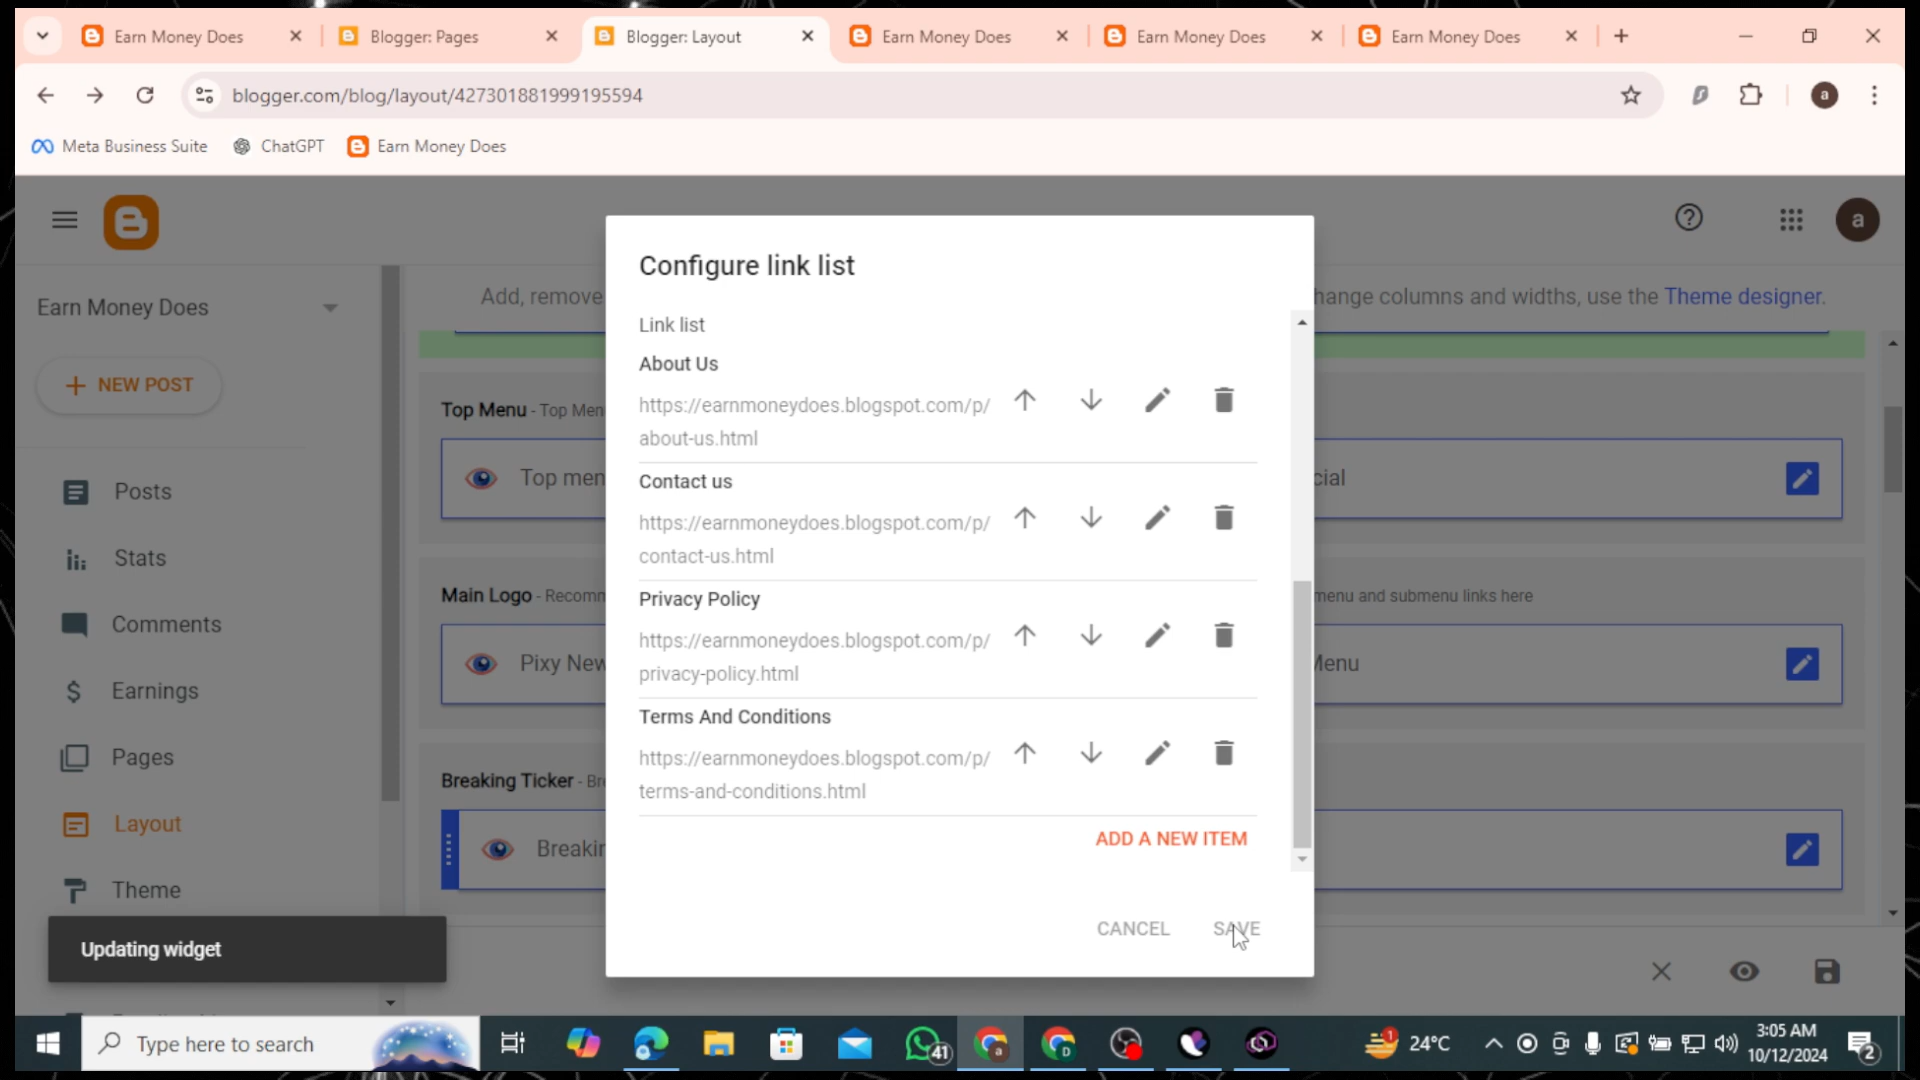 Earn Money Does
Blogger: Pages
Blogger: Layout
Earn Money Does
Earn Money Does
Earn Money Does
blogger.com/blog/layout/427301881999195594
a
Meta Business Suite
ChatGPT
Earn Money Does
a
Earn Money Does
NEW POST
Posts
Stats
Comments
Earnings
Pages
Layout
Theme
Updating widget
Add, remove
hange columns and widths, use the Theme designer.
Top Menu - Top Men
Top men
cial
Main Logo - Recomm
menu and submenu links here
Pixy New
Menu
Breaking Ticker - Br
Breakin
Configure link list
Link list
About Us
https://earnmoneydoes.blogspot.com/p/
about-us.html
Contact us
https://earnmoneydoes.blogspot.com/p/
contact-us.html
Privacy Policy
https://earnmoneydoes.blogspot.com/p/
privacy-policy.html
Terms And Conditions
https://earnmoneydoes.blogspot.com/p/
terms-and-conditions.html
ADD A NEW ITEM
CANCEL
SAVE
Type here to search
41
a
D
1
24°C
3:05 AM
10/12/2024
2